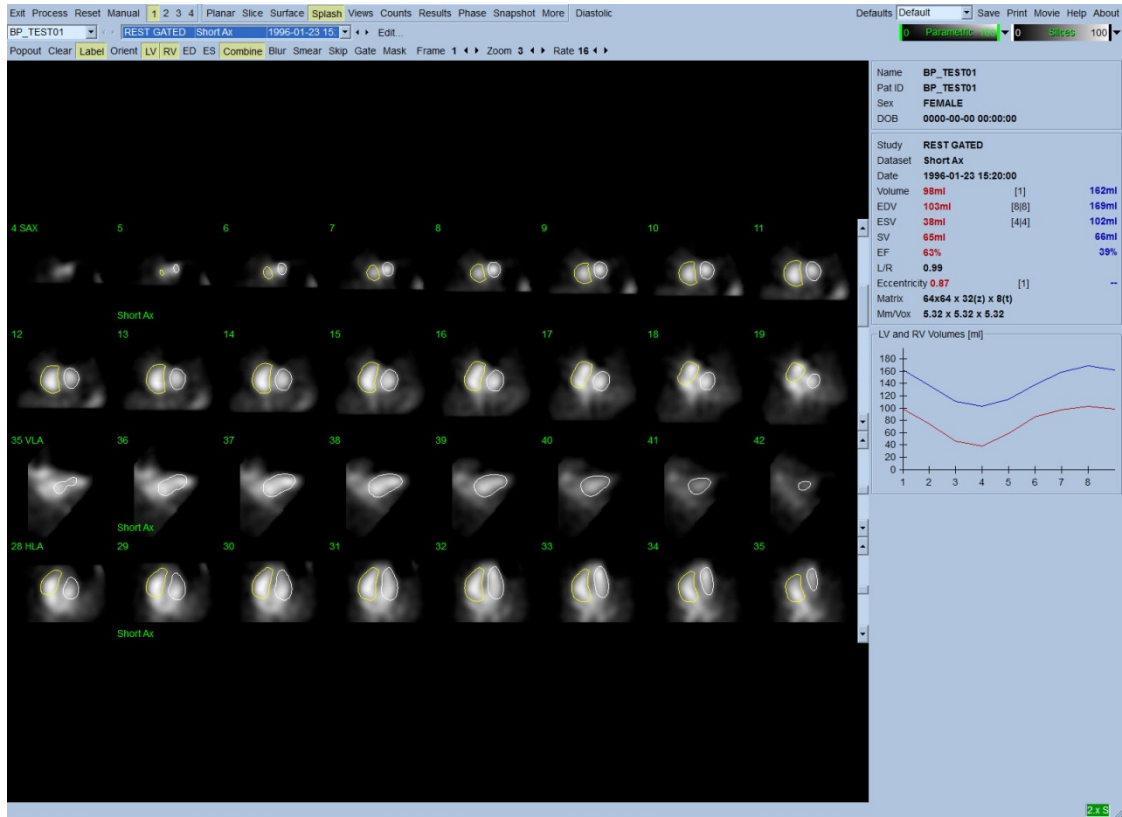 Exit Process Reset Manual 1 2 3 4 Planar Slice Surface Splash Views Counts Results Phase Snapshot More Diastolic Defaults Default Save Print Movie Help About
BP_TEST01 REST GATED Short Ax 1996-01-23 15: Edit... 0 Parametric 0 Slices 100
Popout Clear Label Orient LV RV ED ES Combine Blur Smear Skip Gate Mask Frame 1 Zoom 3 Rate 16
Name BP_TEST01
Pat ID BP_TEST01
Sex FEMALE
DOB 0000-00-00 00:00:00
Study REST GATED
Dataset Short Ax
Date 1996-01-23 15:20:00
Volume 98ml [1] 162ml
EDV 103ml [8|8] 169ml
ESV 38ml [4|4] 102ml
SV 65ml 66ml
EF 63% 39%
L/R 0.99
Eccentricity 0.87 [1] --
Matrix 64x64 x 32(z) x 8(t)
Mm/Vox 5.32 x 5.32 x 5.32
LV and RV Volumes [ml]
180
160
140
120
100
80
60
40
20
0
1 2 3 4 5 6 7 8
4 SAX 5 6 7 8 9 10 11
Short Ax
12 13 14 15 16 17 18 19
35 VLA 36 37 38 39 40 41 42
Short Ax
28 HLA 29 30 31 32 33 34 35
Short Ax
2 x S